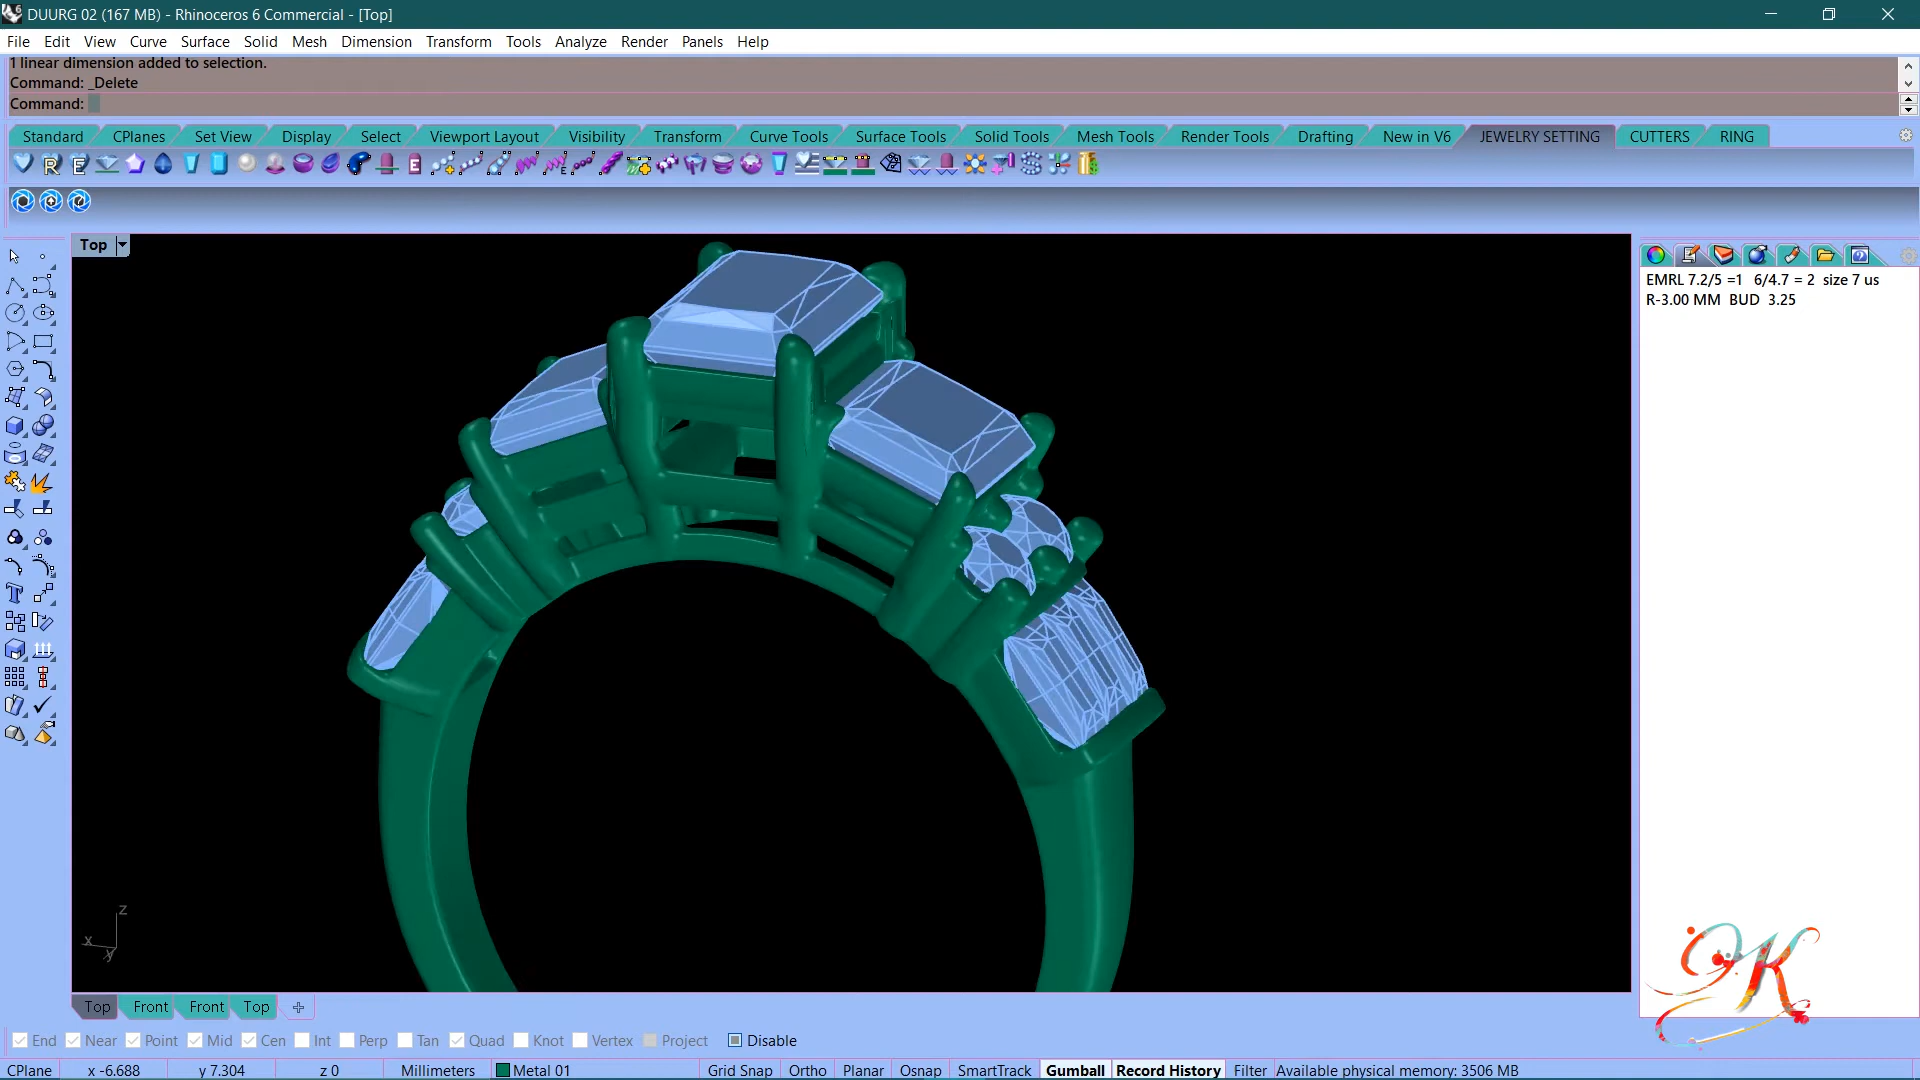 DUURG 02 (167 MB) - Rhinoceros 6 Commercial - [Top]
File Edit View Curve Surface Solid Mesh Dimension Transform Tools Analyze Render Panels Help
1 linear dimension added to selection.
Command: _Delete
Command:
Standard CPlanes Set View Display Select Viewport Layout Visibility Transform Curve Tools Surface Tools Solid Tools Mesh Tools Render Tools Drafting New in V6 JEWELRY SETTING CUTTERS RING
Top
EMRL 7.2/5 =1 6/4.7 = 2 size 7 us
R-3.00 MM BUD 3.25
z
x
y
Top Front Front Top
End Near Point Mid Cen Int Perp Tan Quad Knot Vertex Project Disable
CPlane x -6.688 y 7.304 z 0 Millimeters Metal 01 Grid Snap Ortho Planar Osnap SmartTrack Gumball Record History Filter Available physical memory: 3506 MB